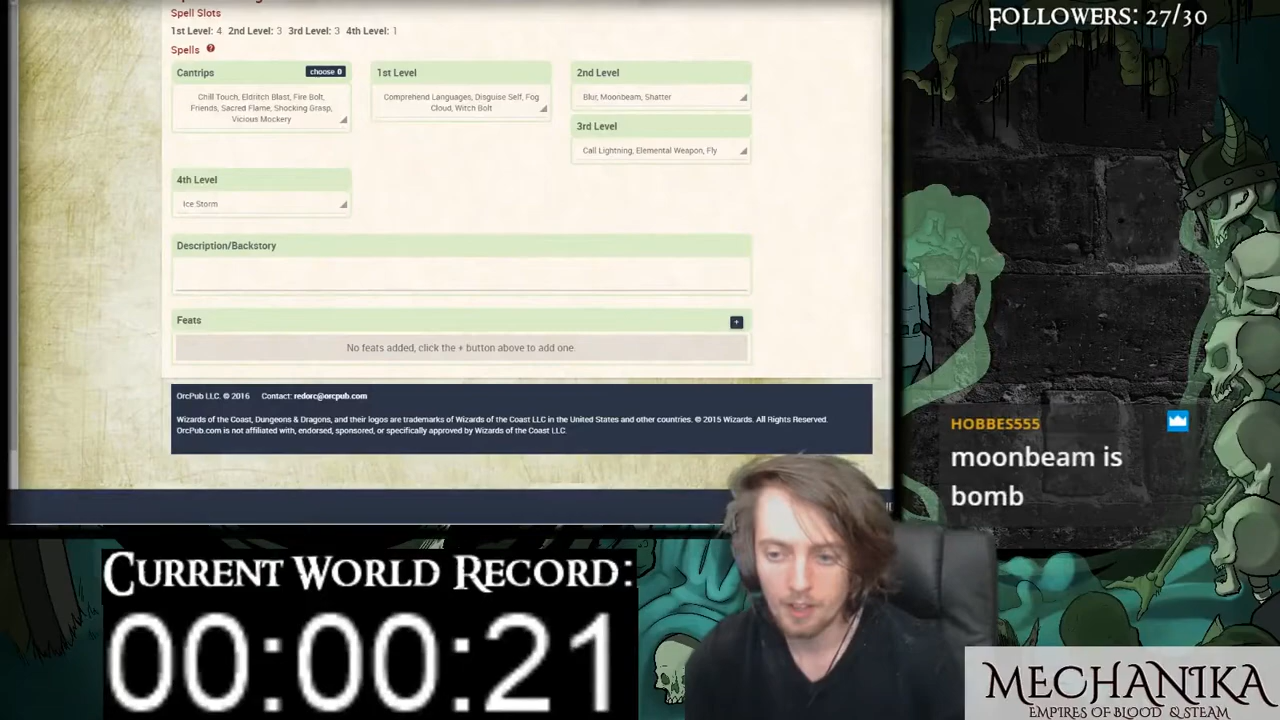 FOLLOWERS: 27/30
Spell Slots
1st Level: 4 2nd Level: 3 3rd Level: 3 4th Level: 1
Spells ?
Cantrips choose 0
Chill Touch, Eldritch Blast, Fire Bolt,
Friends, Sacred Flame, Shocking Grasp,
Vicious Mockery
1st Level
Comprehend Languages, Disguise Self, Fog
Cloud, Witch Bolt
2nd Level
Blur, Moonbeam, Shatter
3rd Level
Call Lightning, Elemental Weapon, Fly
4th Level
Ice Storm
Description/Backstory
Feats +
No feats added, click the + button above to add one.
OrcPub LLC. © 2016 Contact: redorc@orcpub.com
Wizards of the Coast, Dungeons & Dragons, and their logos are trademarks of Wizards of the Coast LLC in the United States and other countries. © 2015 Wizards. All Rights Reserved.
OrcPub.com is not affiliated with, endorsed, sponsored, or specifically approved by Wizards of the Coast LLC.
HOBBES555
moonbeam is
bomb
CURRENT WORLD RECORD:
00:00:21
MECHANIKA
EMPIRES OF BLOOD & STEAM